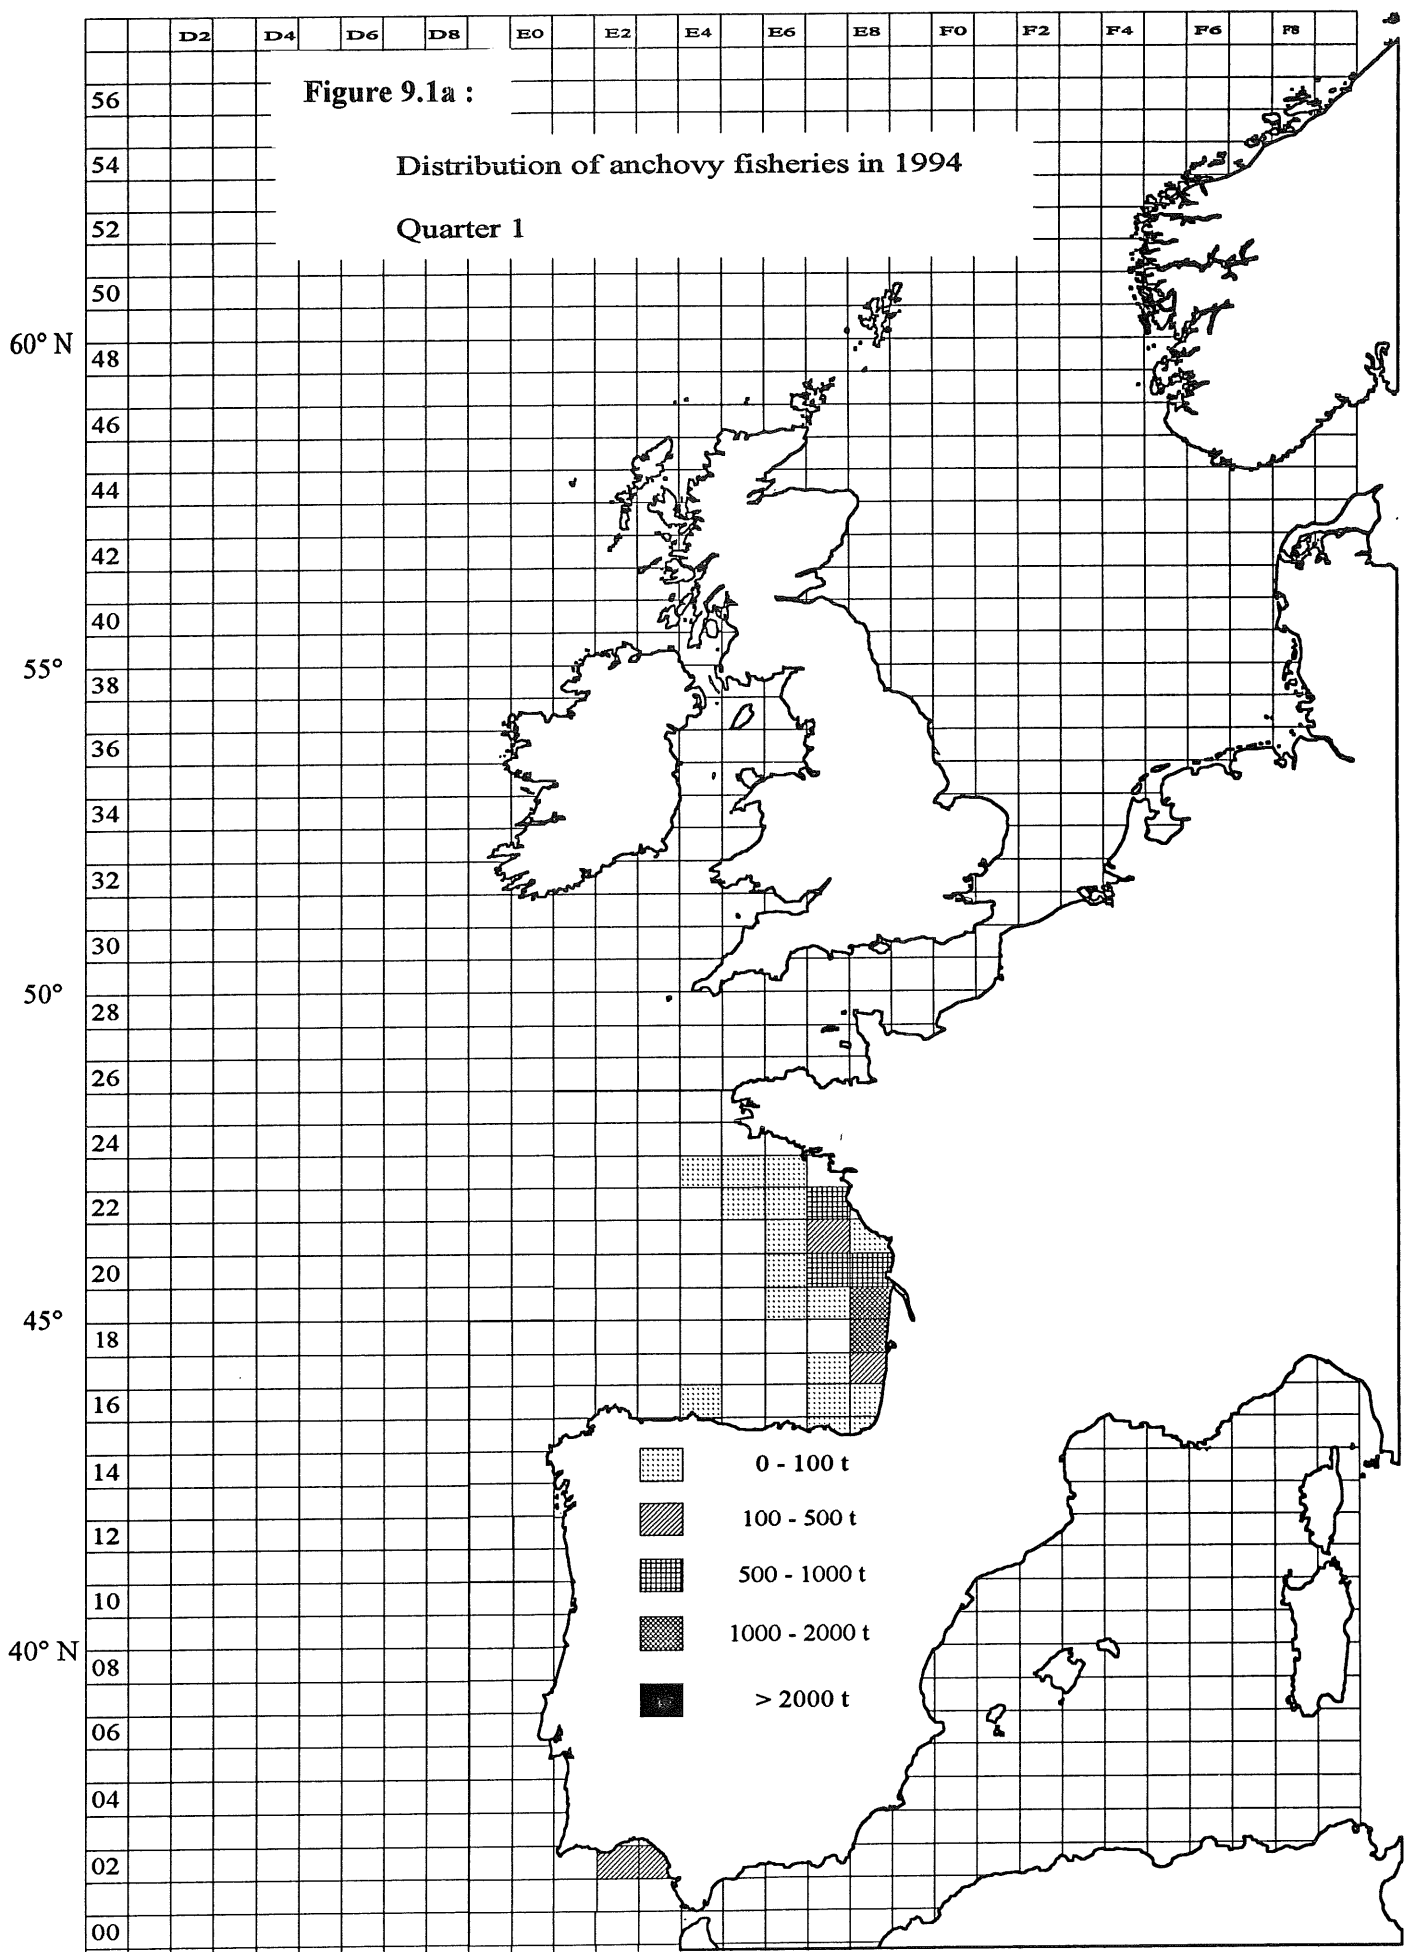 D2 D4 D6 D8 E0 E2 E4 E6 E8 F0 F2 F4 F6 F8
Figure 9.1a :
56
Distribution of anchovy fisheries in 1994
54
Quarter 1
52
50
60° N
48
46
44
42
40
55°
38
36
34
32
30
50°
28
26
24
22
20
45°
18
16
14
0 - 100 t
12
100 - 500 t
500 - 1000 t
10
1000 - 2000 t
40° N
08
> 2000 t
06
04
02
00